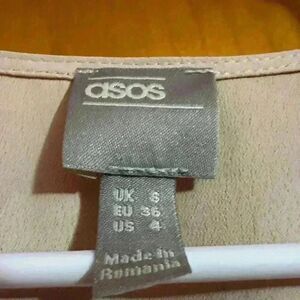 asos
UK 8
EU 36
US 4
Made in
Romania